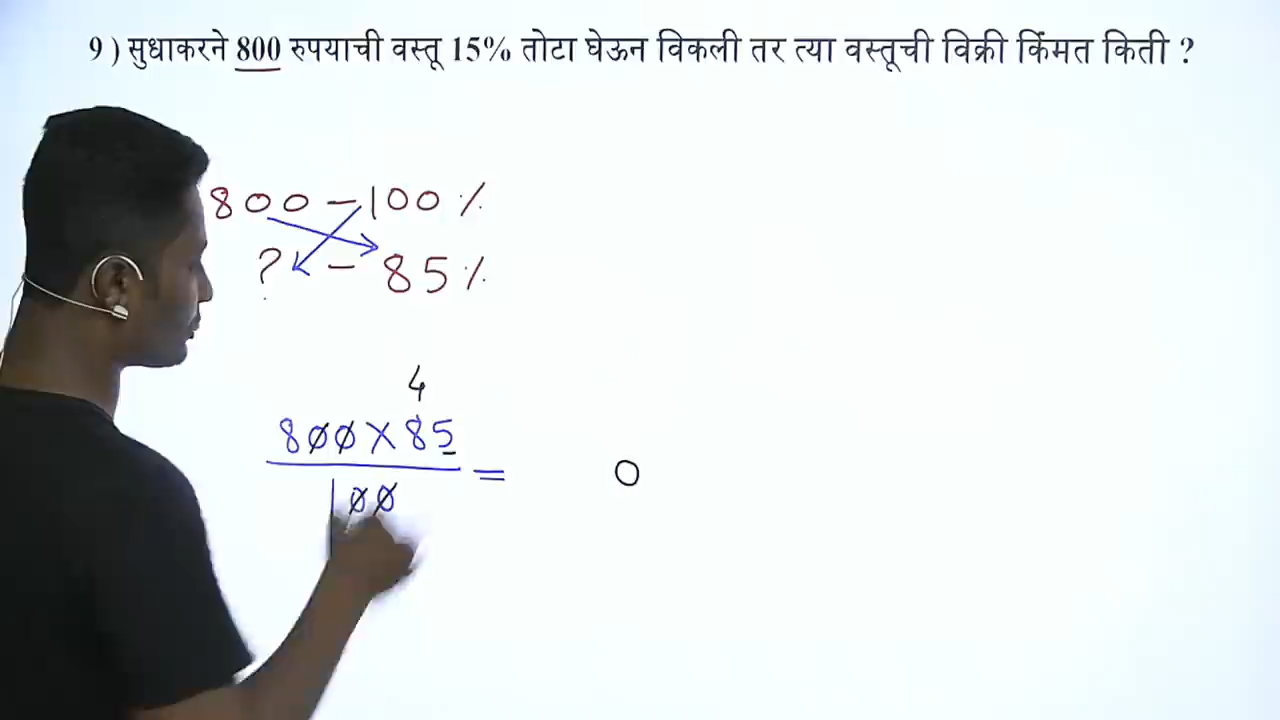 9 ) सुधाकरने 800 रुपयाची वस्तू 15% तोटा घेऊन विकली तर त्या वस्तूची विक्री किंमत किती ?
800 – 100 %
? – 85 %
4
800 × 85
=
0
100